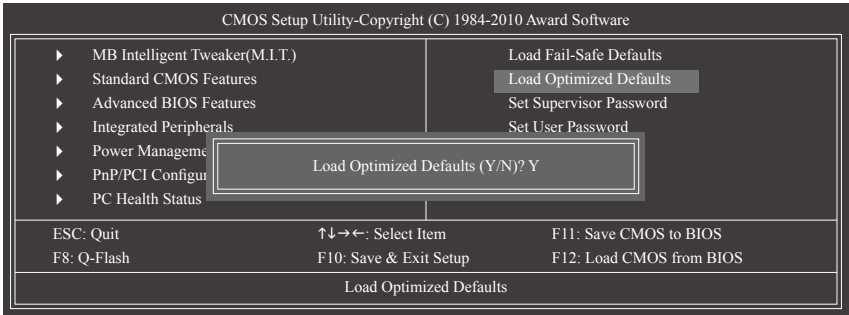 CMOS Setup Utility-Copyright (C) 1984-2010 Award Software
MB Intelligent Tweaker(M.I.T.)
Standard CMOS Features
Advanced BIOS Features
Integrated Peripherals
Power Manageme
PnP/PCI Configur
PC Health Status
Load Fail-Safe Defaults
Load Optimized Defaults
Set Supervisor Password
Set User Password
Load Optimized Defaults (Y/N)? Y
ESC: Quit ↑↓→←: Select Item F11: Save CMOS to BIOS
F8: Q-Flash F10: Save & Exit Setup F12: Load CMOS from BIOS
Load Optimized Defaults